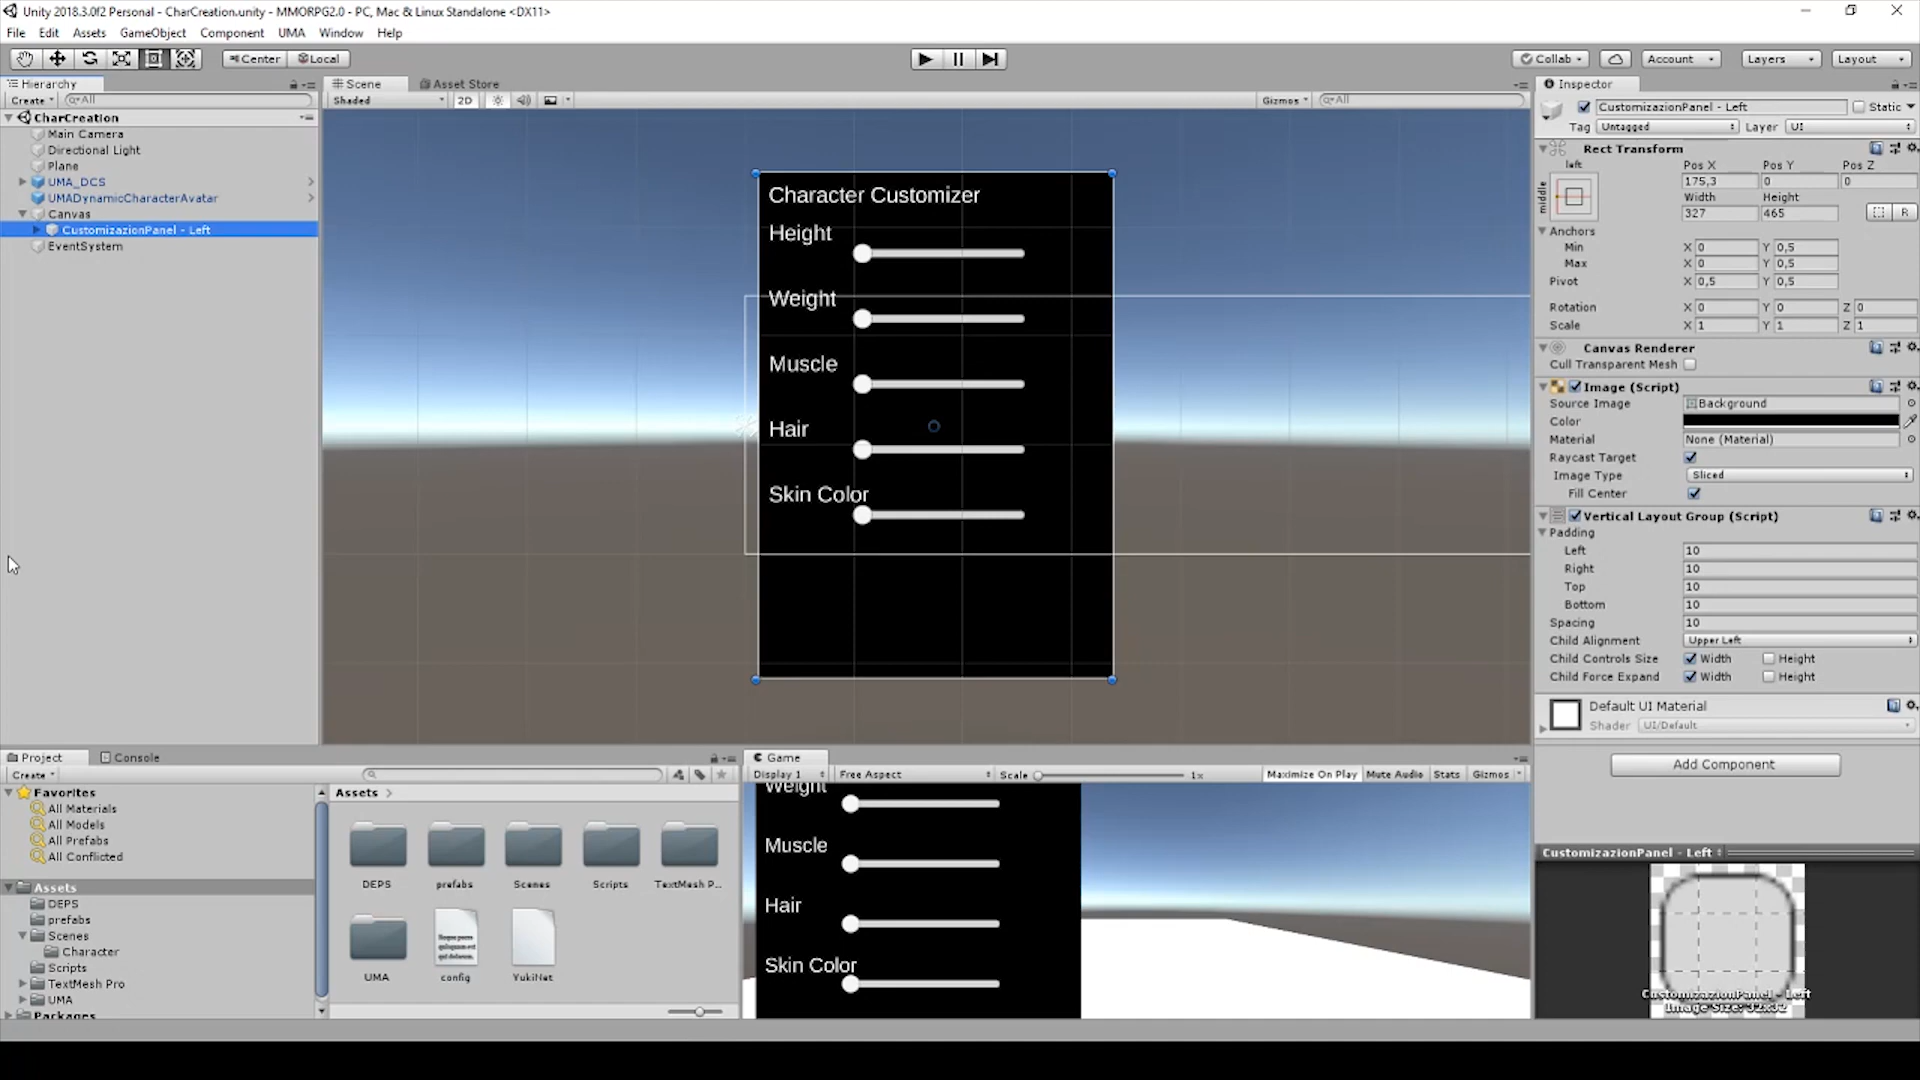 Unity 2018.3.0f2 Personal - CharCreation.unity - MMORPG2.0 - PC, Mac & Linux Standalone <DX11>
File Edit Assets GameObject Component UMA Window Help
Center Local Collab Account Layers Layout
Hierarchy
Create All
CharCreation
Main Camera
Directional Light
Plane
UMA_DCS
UMADynamicCharacterAvatar
Canvas
CustomizazionPanel - Left
EventSystem
Scene Asset Store
Shaded 2D Gizmos All
Character Customizer
Height
Weight
Muscle
Hair
Skin Color
Inspector
CustomizazionPanel - Left Static
Tag Untagged Layer UI
Rect Transform
left Pos X Pos Y Pos Z
middle 175,3 0 0
Width Height
327 465 R
Anchors
Min X 0 Y 0,5
Max X 0 Y 0,5
Pivot X 0,5 Y 0,5
Rotation X 0 Y 0 Z 0
Scale X 1 Y 1 Z 1
Canvas Renderer
Cull Transparent Mesh
Image (Script)
Source Image Background
Color
Material None (Material)
Raycast Target
Image Type Sliced
Fill Center
Vertical Layout Group (Script)
Padding
Left 10
Right 10
Top 10
Bottom 10
Spacing 10
Child Alignment Upper Left
Child Controls Size Width Height
Child Force Expand Width Height
Default UI Material
Shader UI/Default
Add Component
CustomizazionPanel - Left
CustomizazionPanel - Left
Image Size: 32x32
Project Console
Create
Favorites
All Materials
All Models
All Prefabs
All Conflicted
Assets
DEPS
prefabs
Scenes
Character
Scripts
TextMesh Pro
UMA
Packages
Assets
DEPS prefabs Scenes Scripts TextMesh P...
UMA config YukiNet
Game
Display 1 Free Aspect Scale 1x Maximize On Play Mute Audio Stats Gizmos
Weight
Muscle
Hair
Skin Color